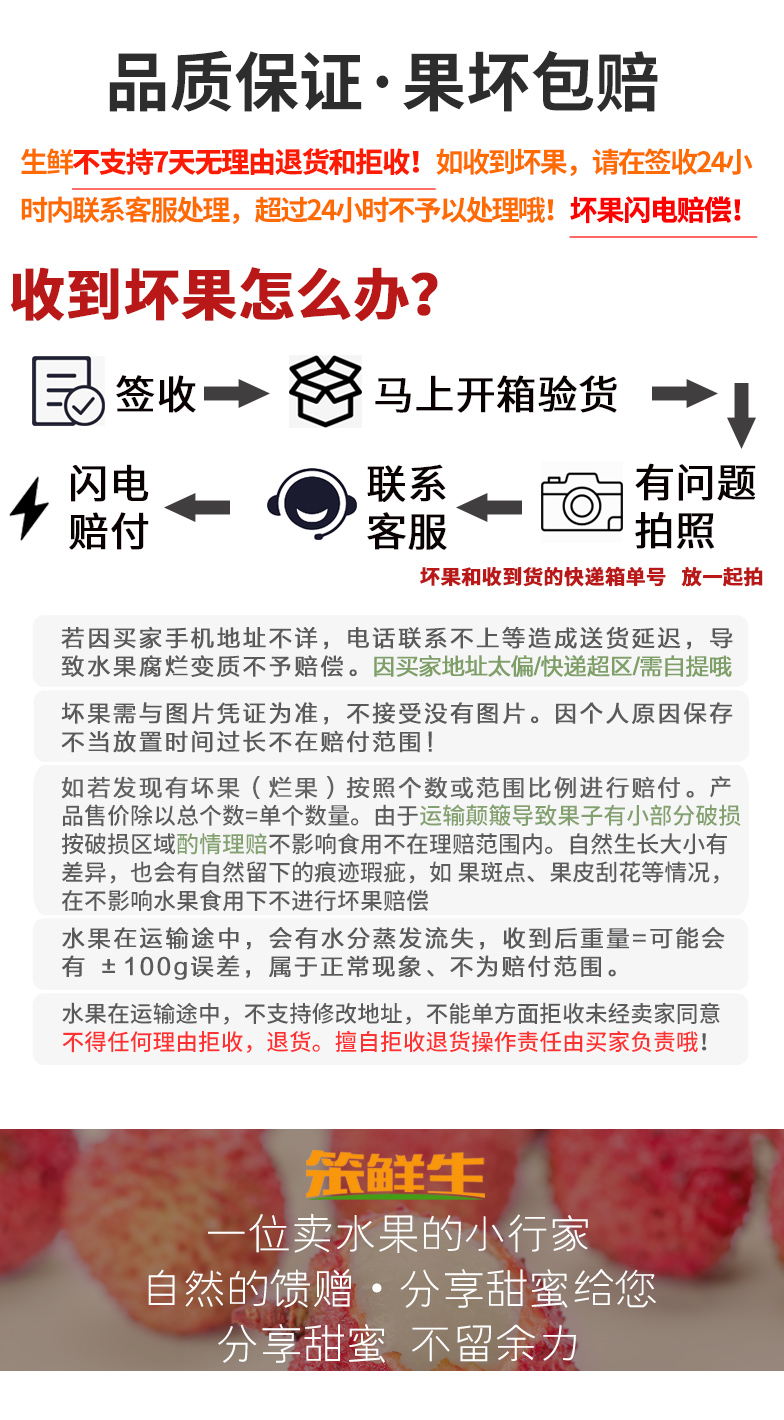 品质保证·果坏包赔
生鲜不支持7天无理由退货和拒收！如收到坏果，请在签收24小
时内联系客服处理，超过24小时不予以处理哦！坏果闪电赔偿！
收到坏果怎么办？
签收
马上开箱验货
闪电
赔付
联系
客服
有问题
拍照
坏果和收到货的快递箱单号 放一起拍
若因买家手机地址不详，电话联系不上等造成送货延迟，导
致水果腐烂变质不予赔偿。因买家地址太偏/快递超区/需自提哦
坏果需与图片凭证为准，不接受没有图片。因个人原因保存
不当放置时间过长不在赔付范围！
如若发现有坏果（烂果）按照个数或范围比例进行赔付。产
品售价除以总个数=单个数量。由于运输颠簸导致果子有小部分破损
按破损区域酌情理赔不影响食用不在理赔范围内。自然生长大小有
差异，也会有自然留下的痕迹瑕疵，如 果斑点、果皮刮花等情况，
在不影响水果食用下不进行坏果赔偿
水果在运输途中，会有水分蒸发流失，收到后重量=可能会
有 ±100g误差，属于正常现象、不为赔付范围。
水果在运输途中，不支持修改地址，不能单方面拒收未经卖家同意
不得任何理由拒收，退货。擅自拒收退货操作责任由买家负责哦！
笨鲜生
一位卖水果的小行家
自然的馈赠·分享甜蜜给您
分享甜蜜 不留余力